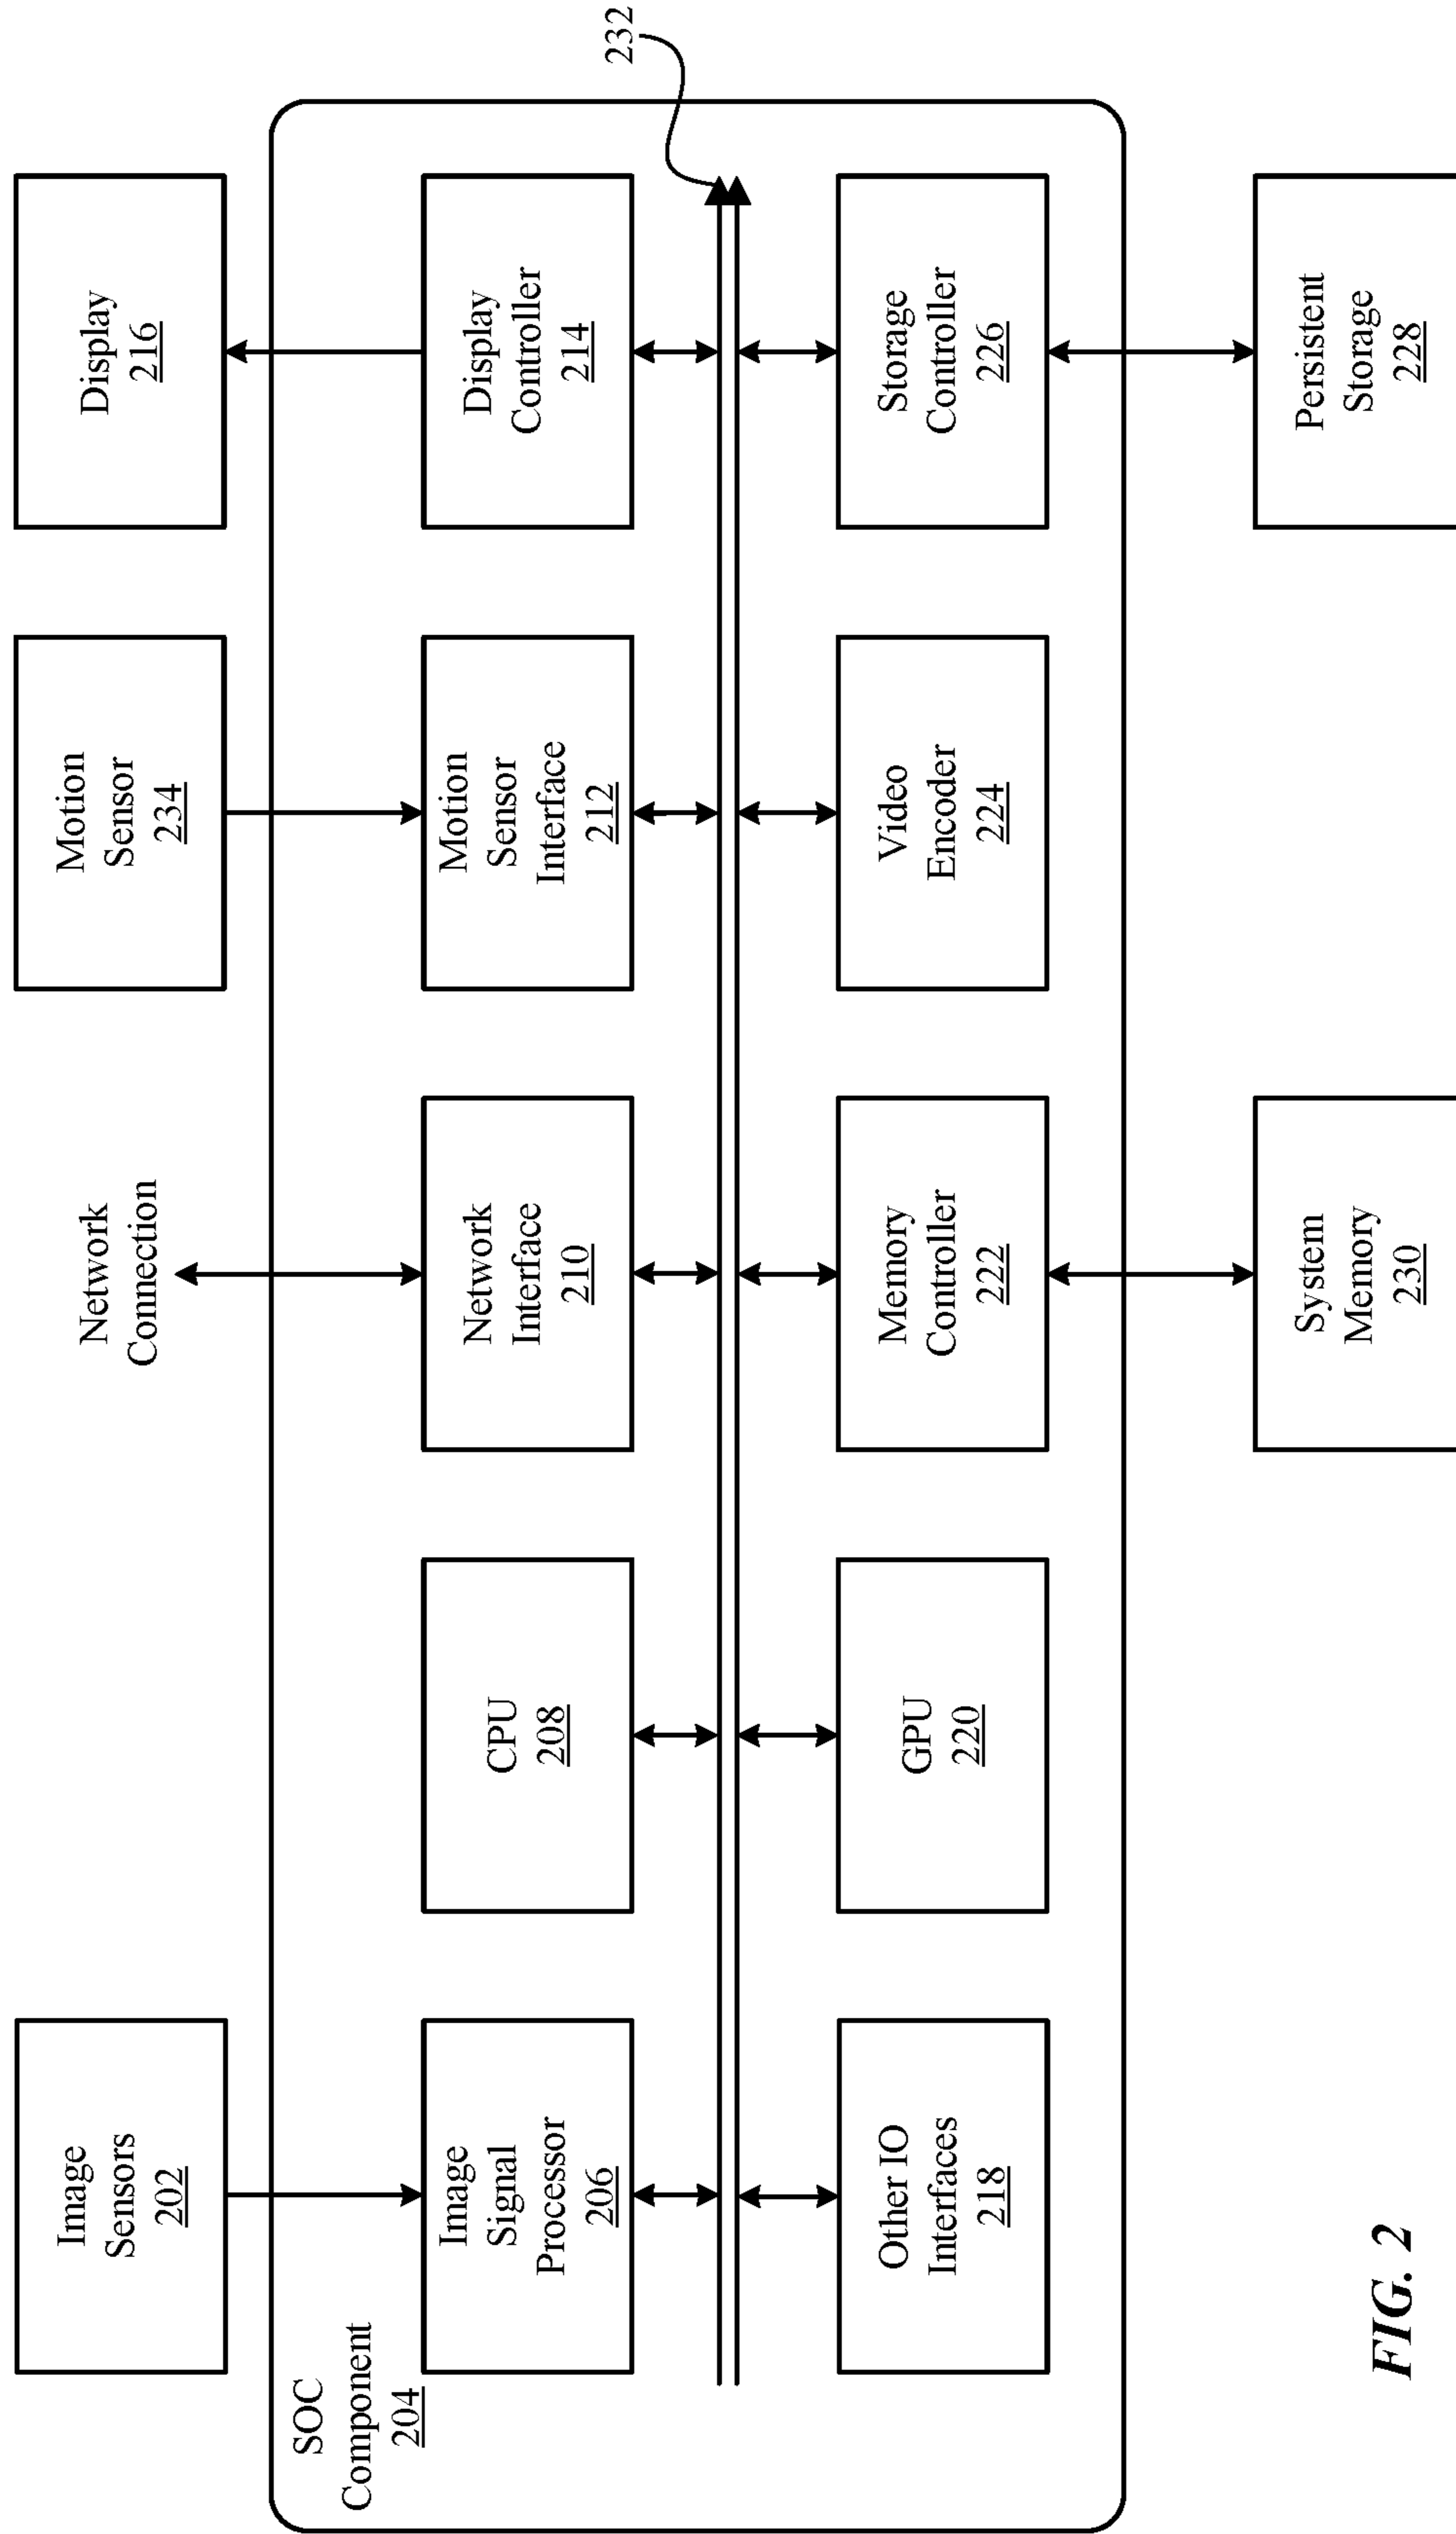 Image
Sensors
202
Network
Connection
Motion
Sensor
234
Display
216
SOC
Component
204
Image
Signal
Processor
206
CPU
208
Network
Interface
210
Motion
Sensor
Interface
212
Display
Controller
214
232
Other IO
Interfaces
218
GPU
220
Memory
Controller
222
Video
Encoder
224
Storage
Controller
226
System
Memory
230
Persistent
Storage
228
FIG. 2